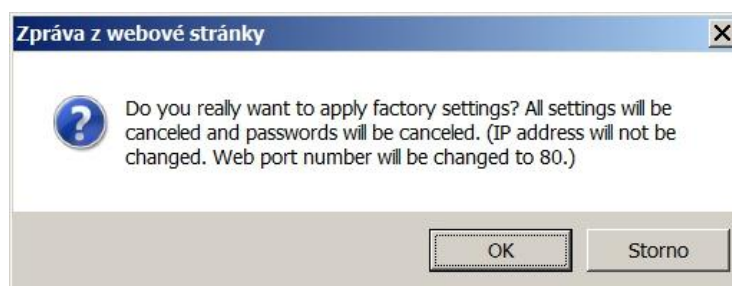 Zpráva z webové stránky
Do you really want to apply factory settings? All settings will be
canceled and passwords will be canceled. (IP address will not be
changed. Web port number will be changed to 80.)
OK
Storno